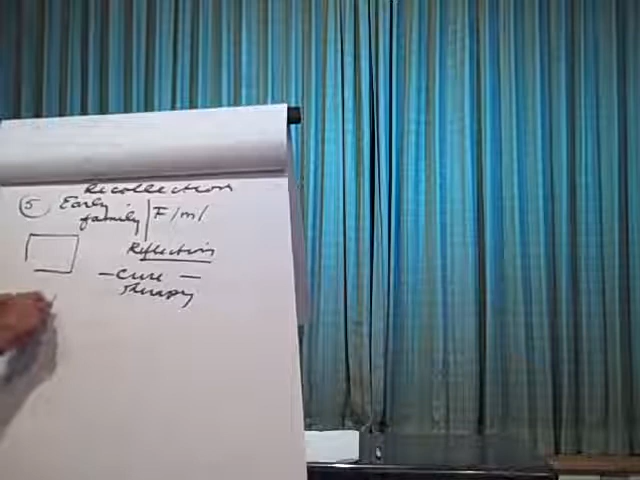 Recollection
5 Early family | F/M/
Reflection
- Cure -
Therapy